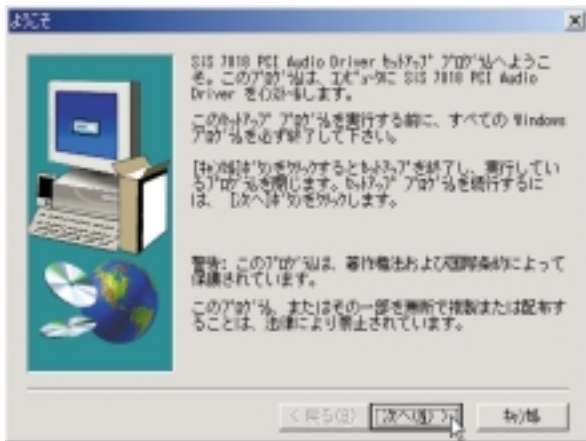 ようこそ
SiS 7018 PCI Audio Driver ｾｯﾄｱｯﾌﾟ ﾌﾟﾛｸﾞﾗﾑへようこ
そ。このﾌﾟﾛｸﾞﾗﾑは、ｺﾝﾋﾟｭｰﾀに SiS 7018 PCI Audio
Driver をｲﾝｽﾄｰﾙします。
このｾｯﾄｱｯﾌﾟ ﾌﾟﾛｸﾞﾗﾑを実行する前に、すべての Windows
ﾌﾟﾛｸﾞﾗﾑを必ず終了して下さい。
[ｷｬﾝｾﾙ]ﾎﾞﾀﾝをｸﾘｯｸするとｾｯﾄｱｯﾌﾟを終了し、実行してい
るﾌﾟﾛｸﾞﾗﾑを閉じます。ｾｯﾄｱｯﾌﾟ ﾌﾟﾛｸﾞﾗﾑを続行するに
は、[次へ]ﾎﾞﾀﾝをｸﾘｯｸします。
警告: このﾌﾟﾛｸﾞﾗﾑは、著作権法および国際条約によって
保護されています。
このﾌﾟﾛｸﾞﾗﾑ、またはその一部を無断で複製または配布す
ることは、法律により禁止されています。
< 戻る(B)
次へ(N) >
ｷｬﾝｾﾙ